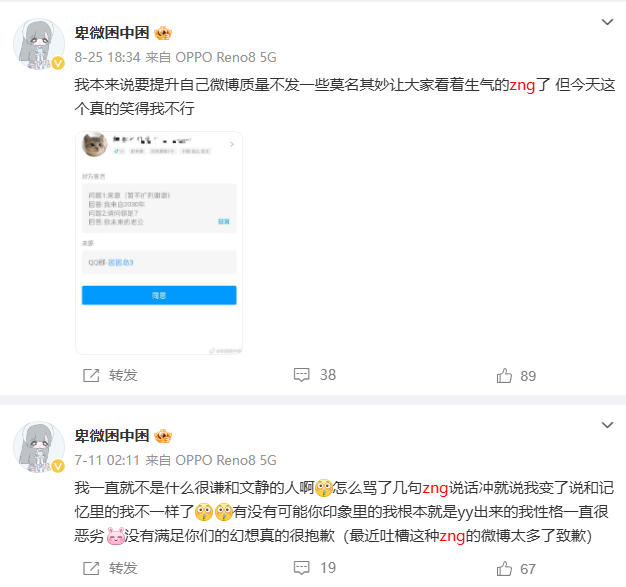 卑微困中困
8-25 18:34 来自 OPPO Reno8 5G
我本来说要提升自己微博质量不发一些莫名其妙让大家看着生气的zng了 但今天这
个真的笑得我不行
问题1:来意（暂不扩列谢谢）
回答:我来自2030年
问题2:请问你是？
回答:你未来的老公
回复
来源
QQ群-困困岛3
同意
转发
38
89
卑微困中困
7-11 02:11 来自 OPPO Reno8 5G
我一直就不是什么很谦和文静的人啊怎么骂了几句zng说话冲就说我变了说和记
忆里的我不一样了有没有可能你印象里的我根本就是yy出来的我性格一直很
恶劣没有满足你们的幻想真的很抱歉（最近吐槽这种zng的微博太多了致歉）
转发
19
67